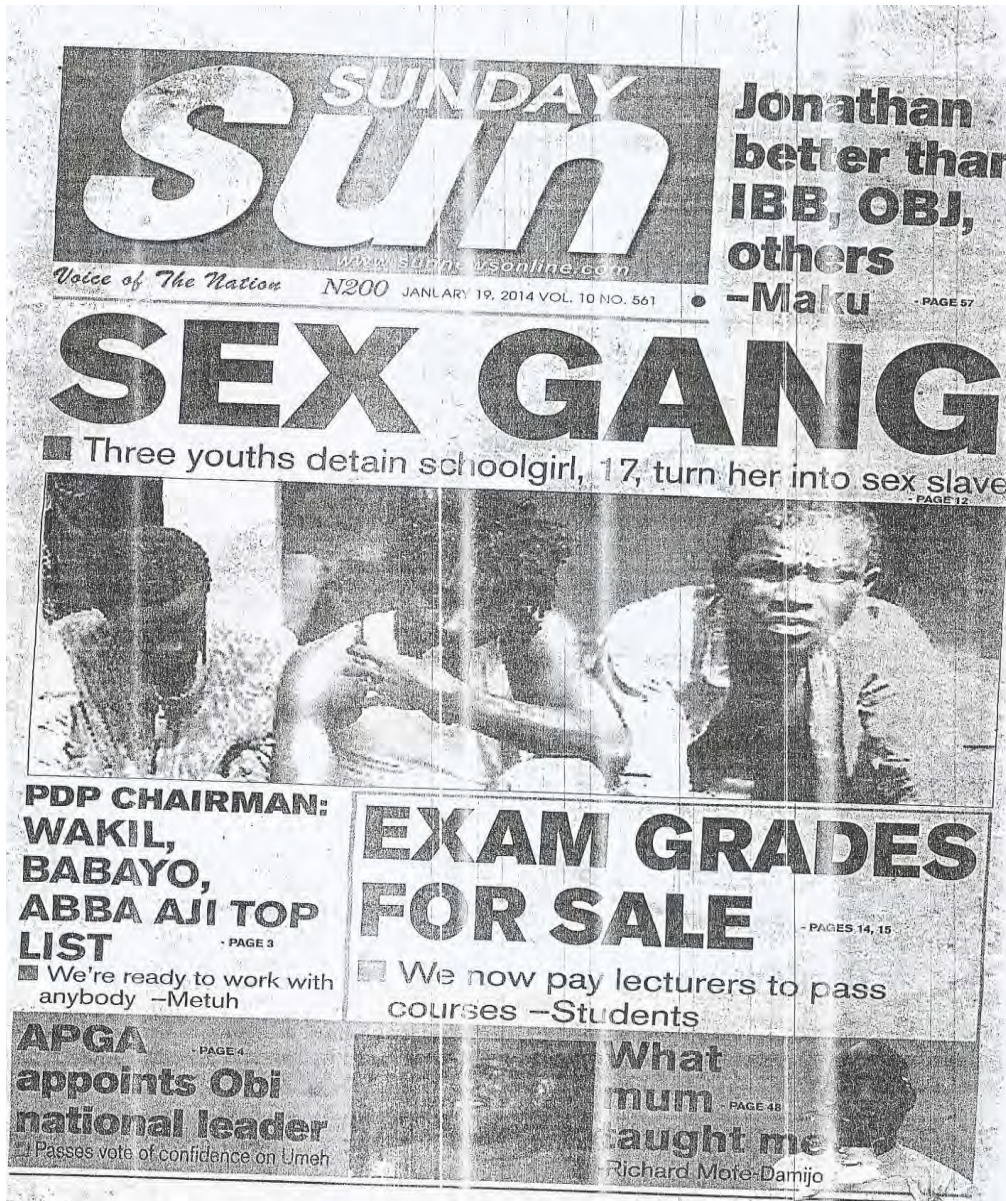 SUNDAY
Sun
www.sunnewsonline.com
Voice of The Nation N200 JANUARY 19, 2014 VOL. 10 NO. 561
Jonathan
better than
IBB, OBJ,
others
–Maku - PAGE 57
SEX GANG
Three youths detain schoolgirl, 17, turn her into sex slave
- PAGE 12
PDP CHAIRMAN:
WAKIL,
BABAYO,
ABBA AJI TOP
LIST - PAGE 3
We're ready to work with
anybody –Metuh
EXAM GRADES
FOR SALE - PAGES 14, 15
We now pay lecturers to pass
courses –Students
APGA - PAGE 4
appoints Obi
national leader
Passes vote of confidence on Umeh
What
mum PAGE 48
taught me
Richard Mofe-Damijo